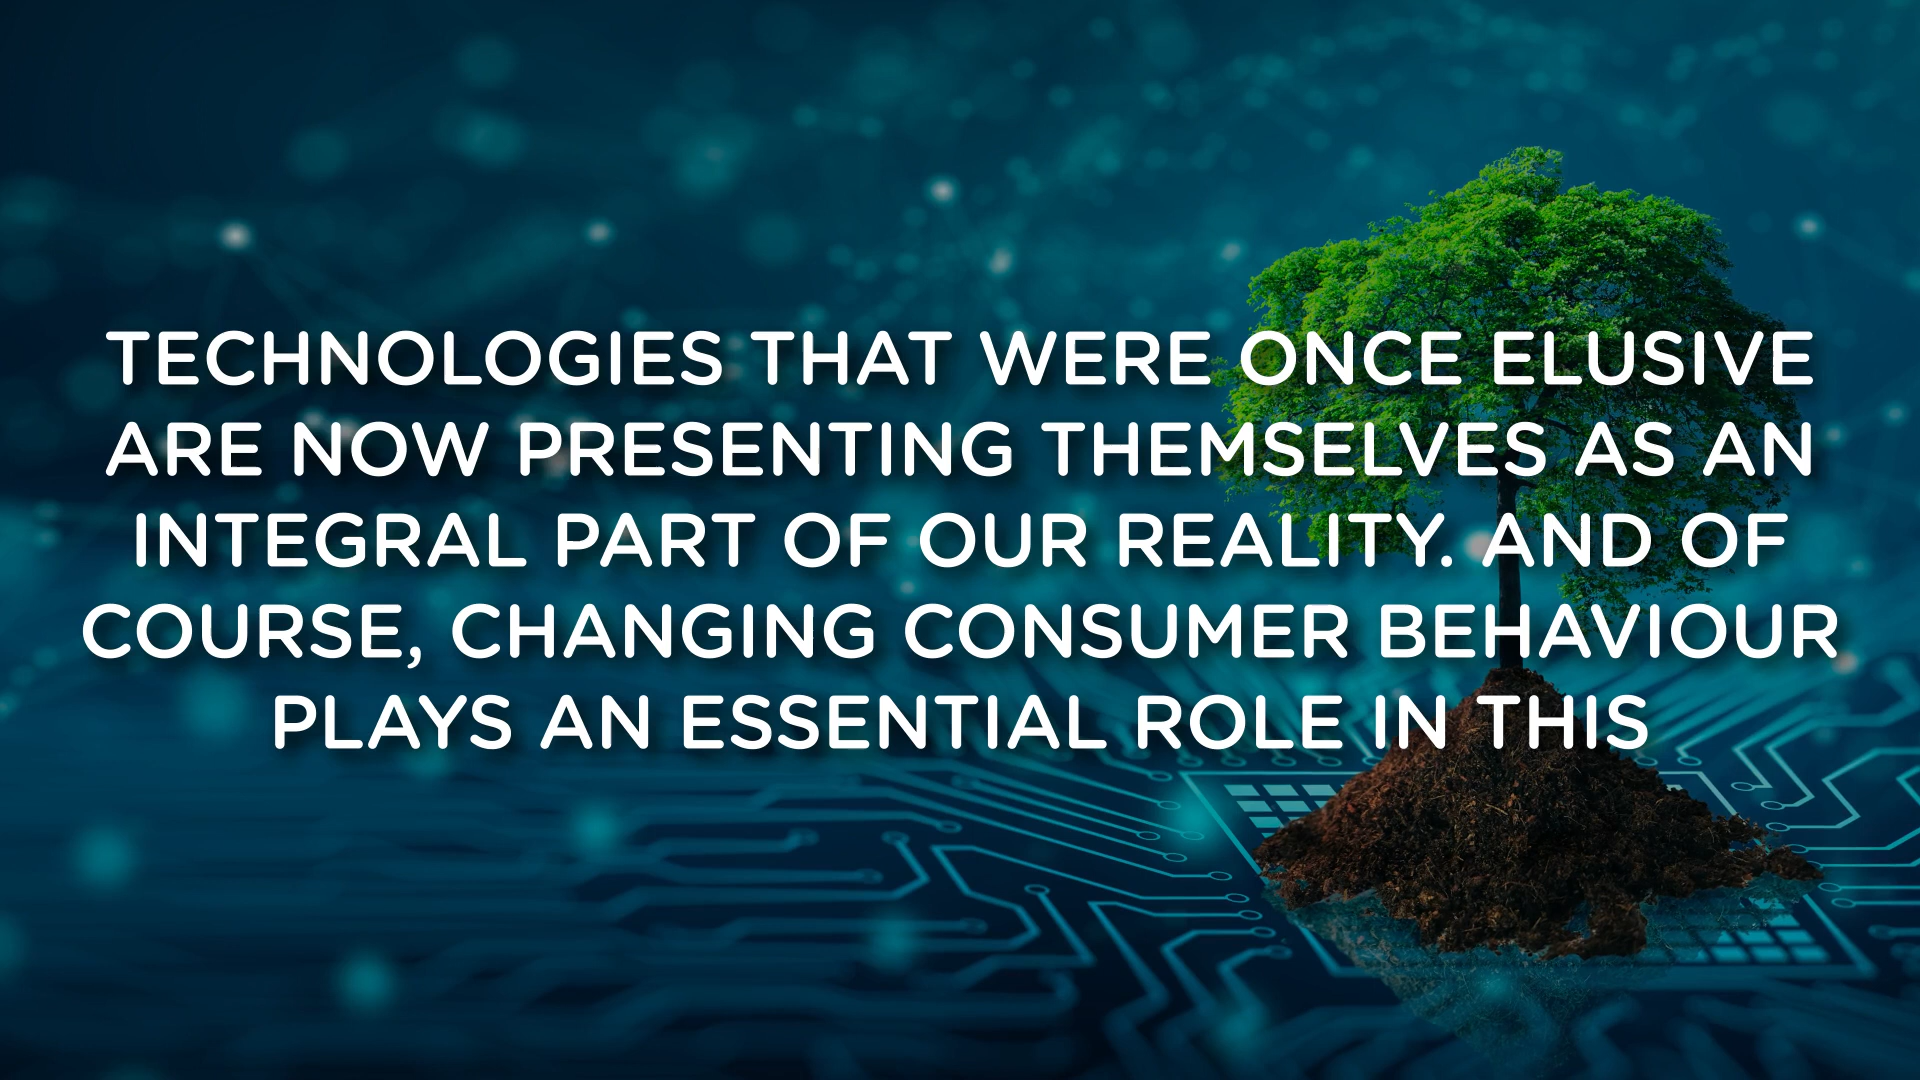 TECHNOLOGIES THAT WERE ONCE ELUSIVE
ARE NOW PRESENTING THEMSELVES AS AN
INTEGRAL PART OF OUR REALITY. AND OF
COURSE, CHANGING CONSUMER BEHAVIOUR
PLAYS AN ESSENTIAL ROLE IN THIS